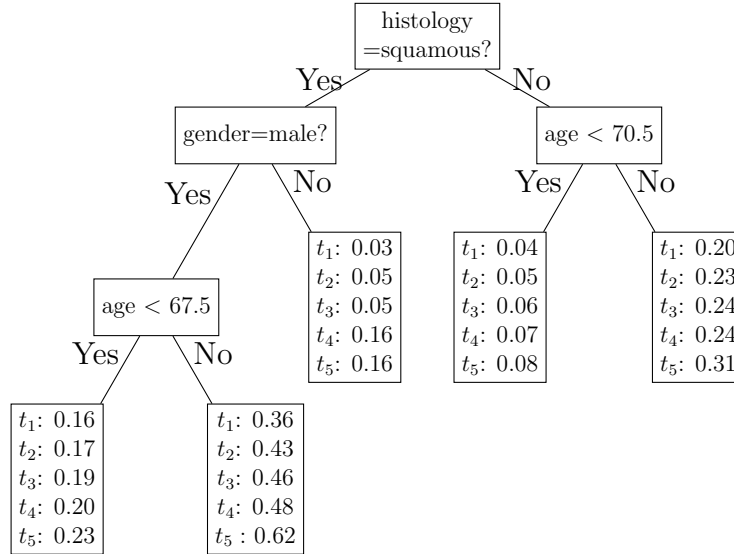 histology
=squamous?
Yes
No
gender=male?
age < 70.5
Yes
No
Yes
No
age < 67.5
t₁: 0.03
t₂: 0.05
t₃: 0.05
t₄: 0.16
t₅: 0.16
t₁: 0.04
t₂: 0.05
t₃: 0.06
t₄: 0.07
t₅: 0.08
t₁: 0.20
t₂: 0.23
t₃: 0.24
t₄: 0.24
t₅: 0.31
Yes
No
t₁: 0.16
t₂: 0.17
t₃: 0.19
t₄: 0.20
t₅: 0.23
t₁: 0.36
t₂: 0.43
t₃: 0.46
t₄: 0.48
t₅ : 0.62